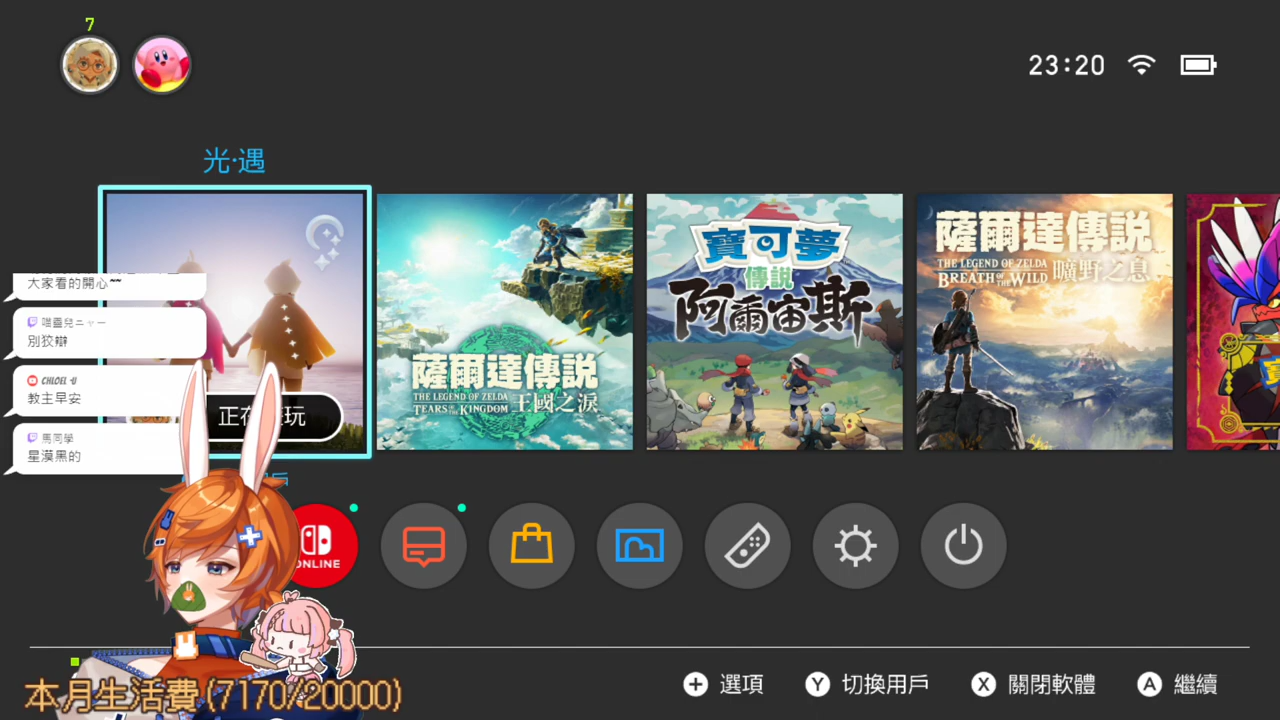 7
23:20
光·遇
寶可夢
傳說
阿爾宙斯
薩爾達傳說
THE LEGEND OF ZELDA
BREATH OF THE WILD
曠野之息
薩爾達傳說
THE LEGEND OF ZELDA
TEARS OF THE KINGDOM
王國之淚
大家看的開心~~
別狡辯
CHLOEL
教主早安
馬同學
星漠黑的
正在
玩
ONLINE
本月生活費(7170/20000)
+ 選項
Y 切換用戶
X 關閉軟體
A 繼續